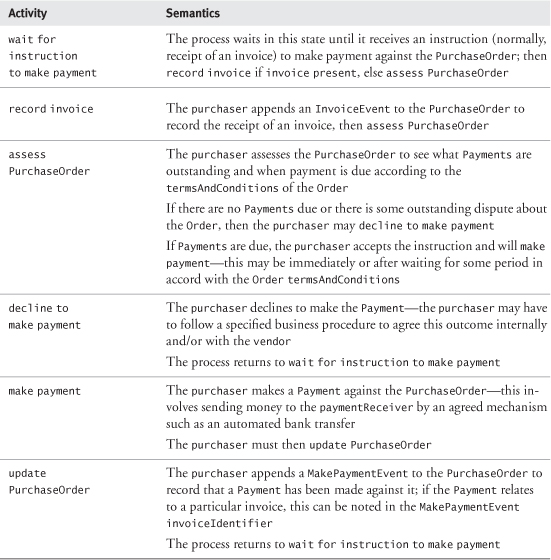 Activity Semantics
wait for
instruction
to make payment
The process waits in this state until it receives an instruction (normally,
receipt of an invoice) to make payment against the PurchaseOrder; then
record invoice if invoice present, else assess PurchaseOrder
record invoice
The purchaser appends an InvoiceEvent to the PurchaseOrder to
record the receipt of an invoice, then assess PurchaseOrder
assess
PurchaseOrder
The purchaser assesses the PurchaseOrder to see what Payments are
outstanding and when payment is due according to the
termsAndConditions of the Order
If there are no Payments due or there is some outstanding dispute about
the Order, then the purchaser may decline to make payment
If Payments are due, the purchaser accepts the instruction and will make
payment—this may be immediately or after waiting for some period in
accord with the Order termsAndConditions
decline to
make payment
The purchaser declines to make the Payment—the purchaser may have
to follow a specified business procedure to agree this outcome internally
and/or with the vendor
The process returns to wait for instruction to make payment
make payment
The purchaser makes a Payment against the PurchaseOrder—this in-
volves sending money to the paymentReceiver by an agreed mechanism
such as an automated bank transfer
The purchaser must then update PurchaseOrder
update
PurchaseOrder
The purchaser appends a MakePaymentEvent to the PurchaseOrder to
record that a Payment has been made against it; if the Payment relates
to a particular invoice, this can be noted in the MakePaymentEvent
invoiceIdentifier
The process returns to wait for instruction to make payment